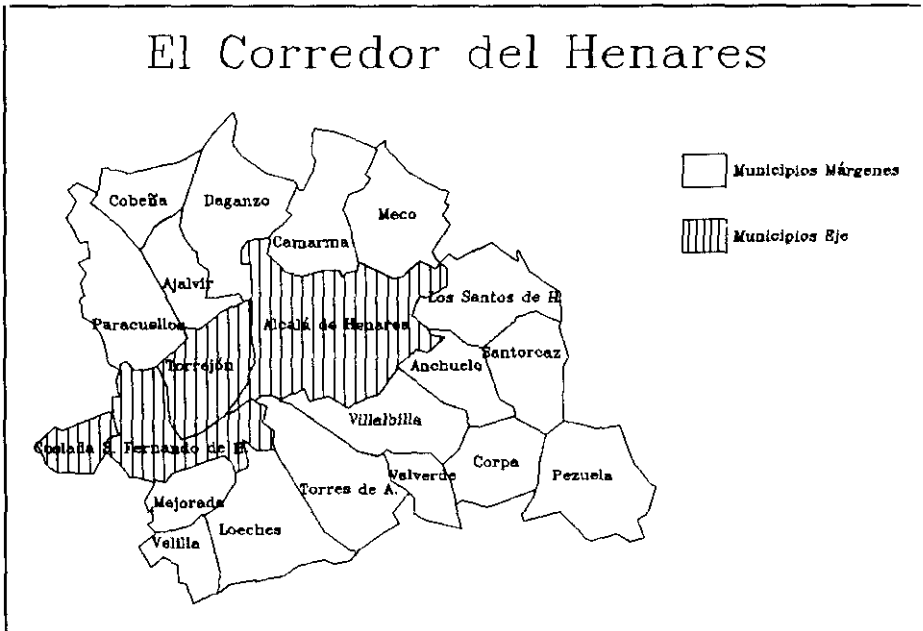 El Corredor del Henares
Municipios Márgenes
Municipios Eje
Cobeña
Daganzo
Camarma
Meco
Ajalvir
Los Santos de H.
Paracuellos
Alcalá de Henares
Torrejón
Anchuelo
Santorcaz
Villalbilla
Coslada
S. Fernando de H.
Valverde
Corpa
Pezuela
Mejorada
Torres de A.
Loeches
Velilla